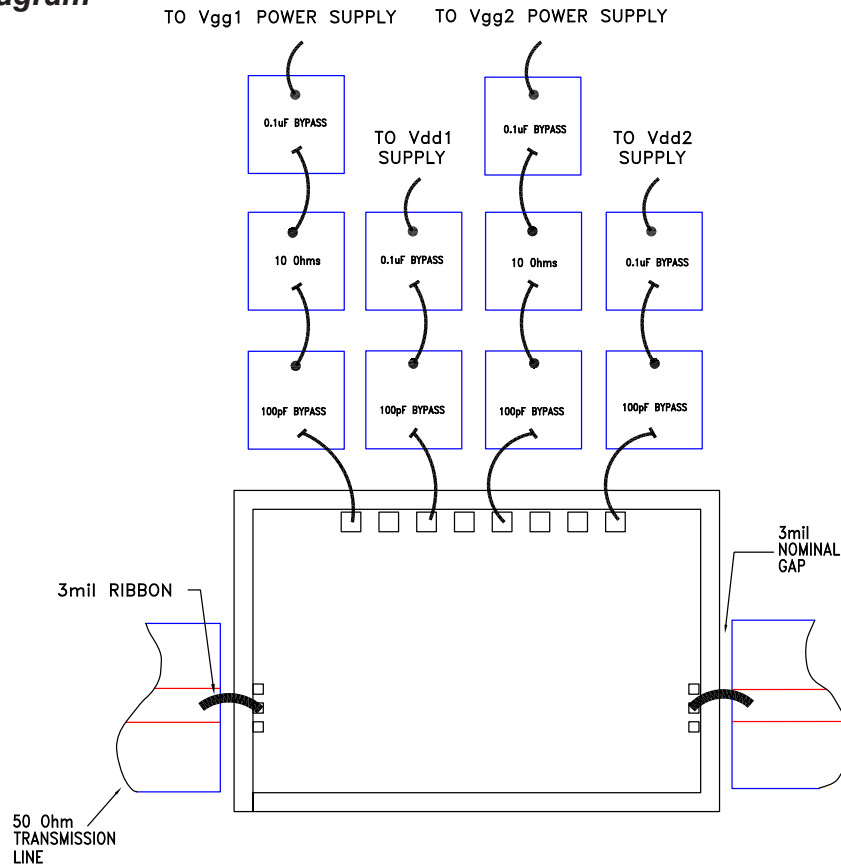 TO Vgg1 POWER SUPPLY
TO Vgg2 POWER SUPPLY
0.1uF BYPASS
0.1uF BYPASS
TO Vdd1
SUPPLY
TO Vdd2
SUPPLY
10 Ohms
0.1uF BYPASS
10 Ohms
0.1uF BYPASS
100pF BYPASS
100pF BYPASS
100pF BYPASS
100pF BYPASS
3mil
NOMINAL
GAP
3mil RIBBON
50 Ohm
TRANSMISSION
LINE